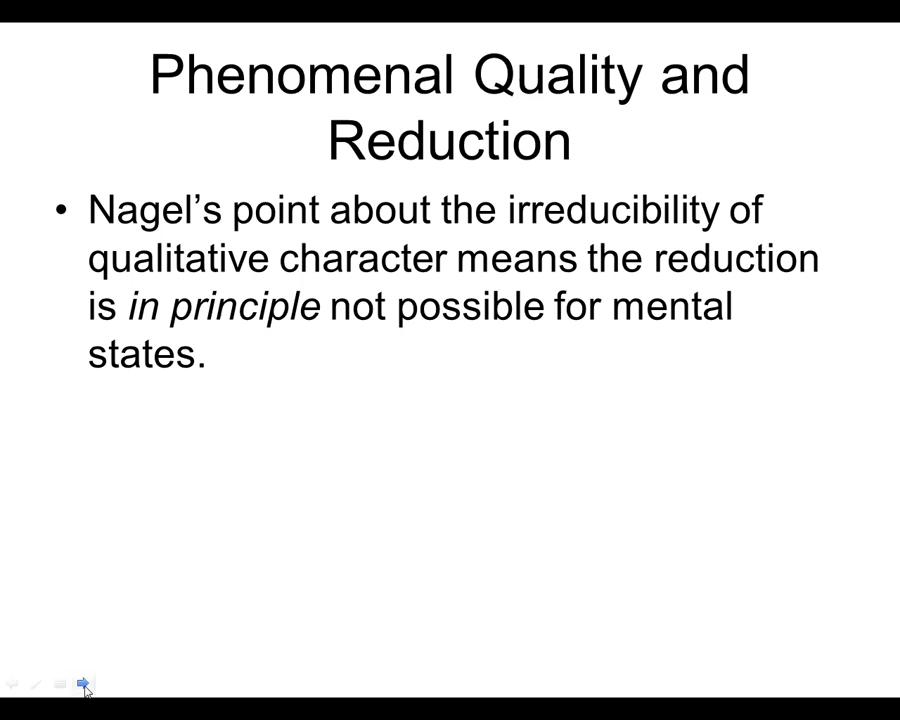 Phenomenal Quality and
Reduction
• Nagel’s point about the irreducibility of
qualitative character means the reduction
is in principle not possible for mental
states.